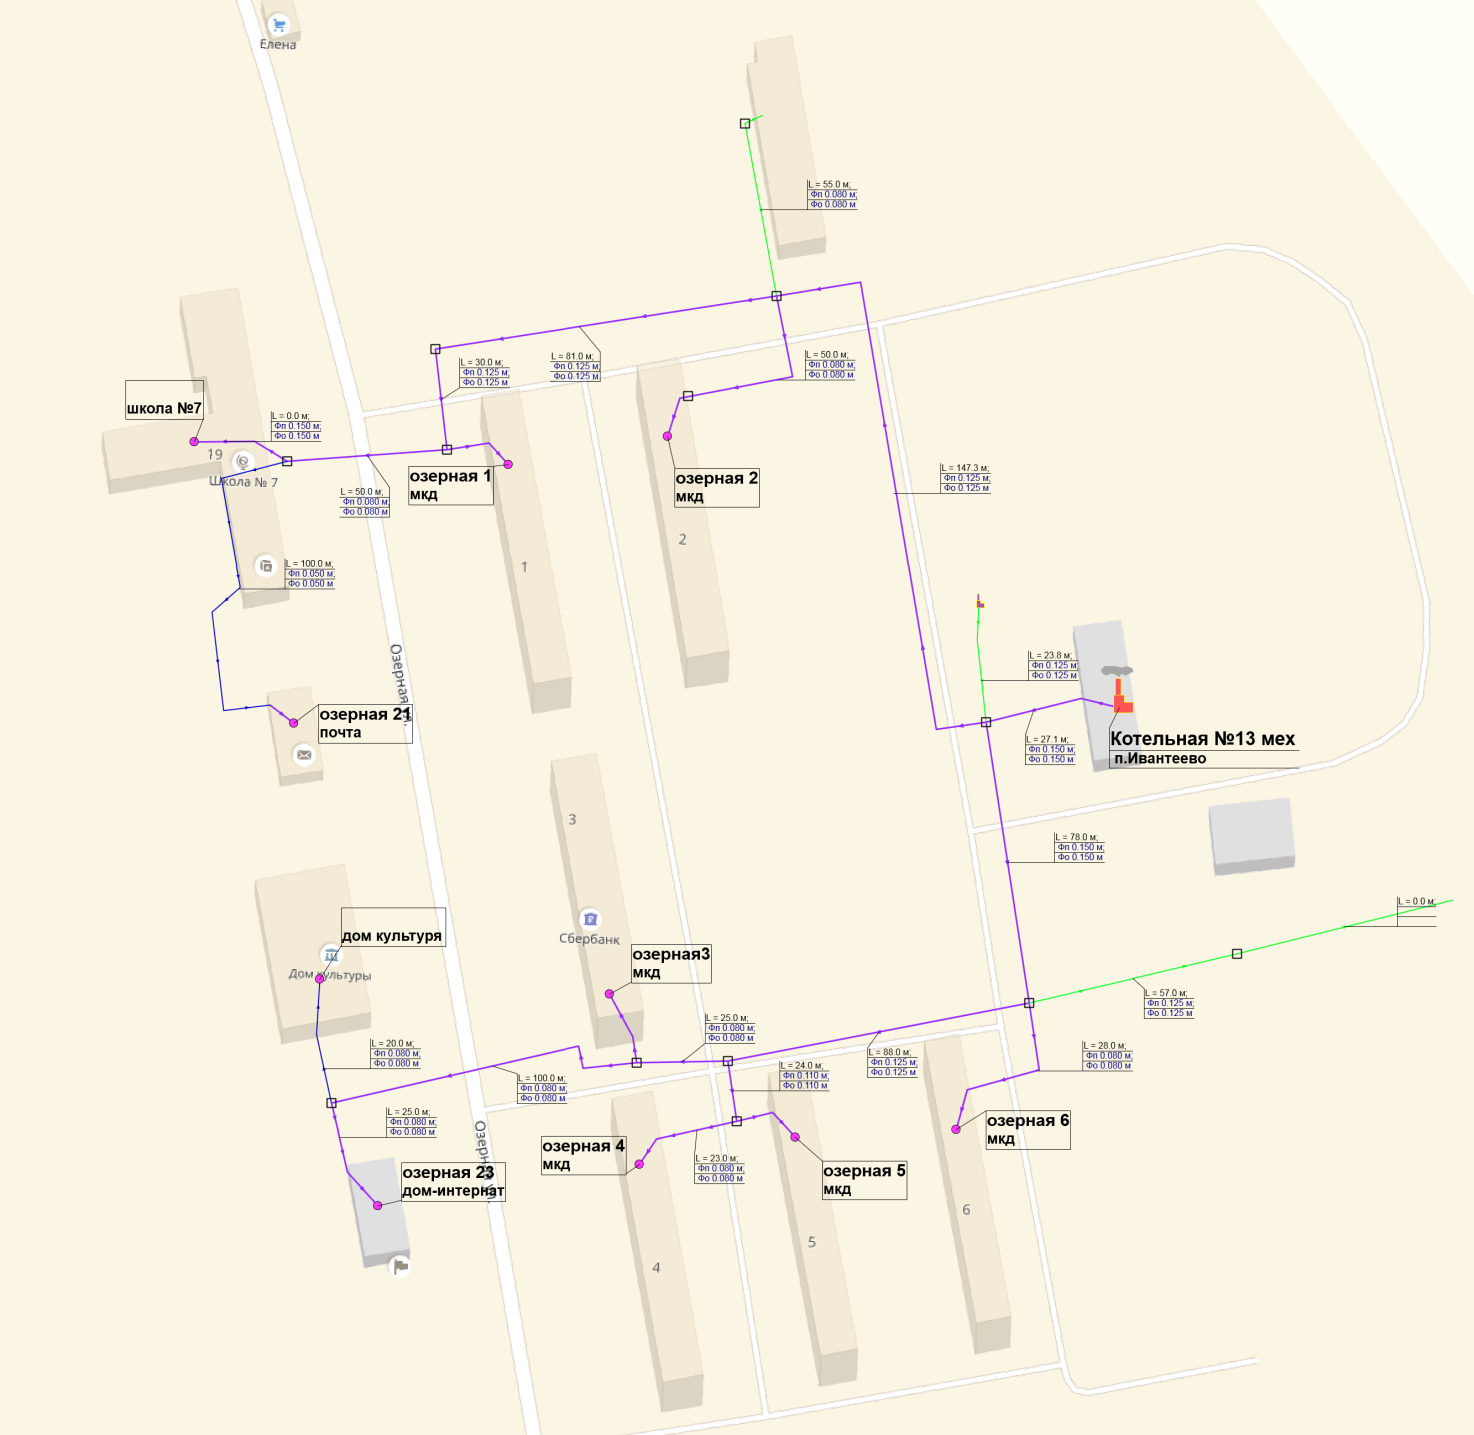 Елена
L = 55.0 м;
Фп 0.080 м;
Фо 0.080 м
L = 30.0 м;
Фп 0.125 м;
Фо 0.125 м
L = 81.0 м;
Фп 0.125 м;
Фо 0.125 м
L = 50.0 м;
Фп 0.080 м;
Фо 0.080 м
школа №7
L = 0.0 м;
Фп 0.150 м;
Фо 0.150 м
19
Школа № 7
озерная 1
мкд
озерная 2
мкд
L = 147.3 м;
Фп 0.125 м;
Фо 0.125 м
L = 50.0 м;
Фп 0.080 м;
Фо 0.080 м
2
1
L = 100.0 м;
Фп 0.050 м;
Фо 0.050 м
Озерная ул.
L = 23.8 м;
Фп 0.125 м;
Фо 0.125 м
озерная 21
почта
L = 27.1 м;
Фп 0.150 м;
Фо 0.150 м
Котельная №13 мех
п.Ивантеево
3
L = 78.0 м;
Фп 0.150 м;
Фо 0.150 м
L = 0.0 м;
Сбербанк
дом культуря
Дом культуры
озерная3
мкд
L = 57.0 м;
Фп 0.125 м;
Фо 0.125 м
L = 25.0 м;
Фп 0.080 м;
Фо 0.080 м
L = 20.0 м;
Фп 0.080 м;
Фо 0.080 м
L = 88.0 м;
Фп 0.125 м;
Фо 0.125 м
L = 28.0 м;
Фп 0.080 м;
Фо 0.080 м
L = 100.0 м;
Фп 0.080 м;
Фо 0.080 м
L = 24.0 м;
Фп 0.110 м;
Фо 0.110 м
L = 25.0 м;
Фп 0.080 м;
Фо 0.080 м
Озерная ул.
озерная 4
мкд
L = 23.0 м;
Фп 0.080 м;
Фо 0.080 м
озерная 5
мкд
озерная 6
мкд
озерная 23
дом-интернат
6
5
4